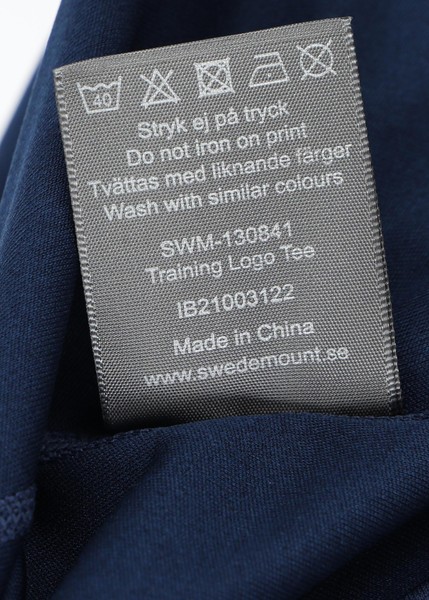 40
Stryk ej på tryck
Do not iron on print
Tvättas med liknande färger
Wash with similar colours
SWM-130841
Training Logo Tee
IB21003122
Made in China
www.swedemount.se